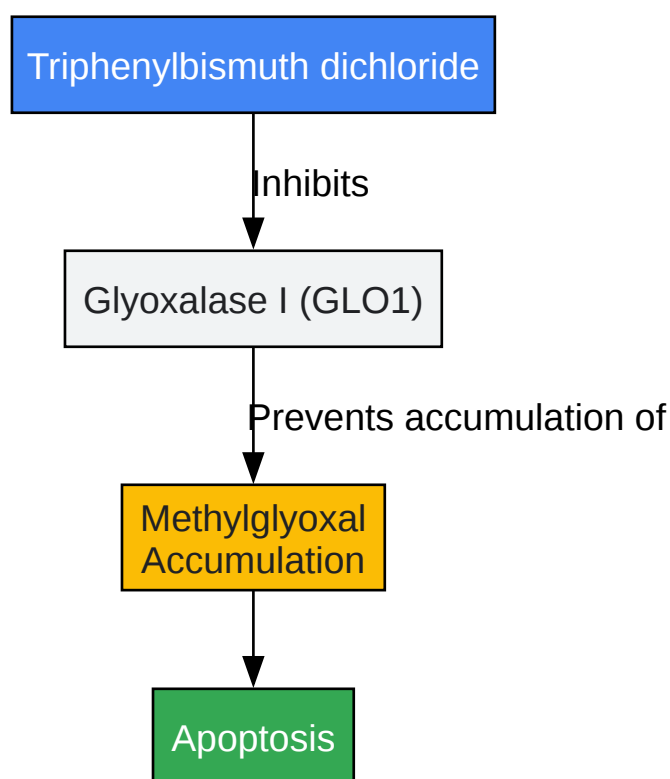 Triphenylbismuth dichloride
Inhibits
Glyoxalase I (GLO1)
Prevents accumulation of
Methylglyoxal
Accumulation
Apoptosis